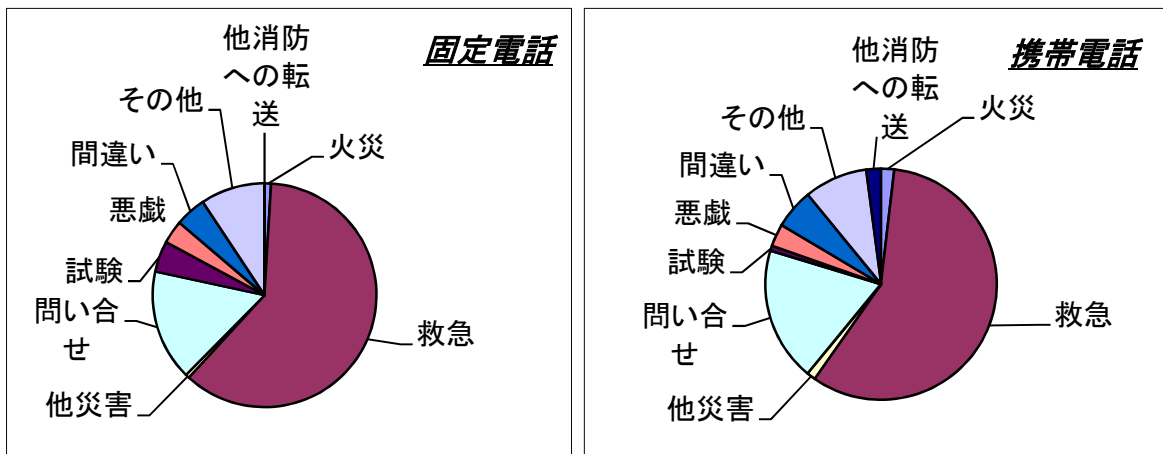 固定電話
他消防
への転
送
その他
火災
間違い
悪戯
試験
問い合
せ
救急
他災害
携帯電話
他消防
への転
送
火災
その他
間違い
悪戯
試験
問い合
せ
救急
他災害